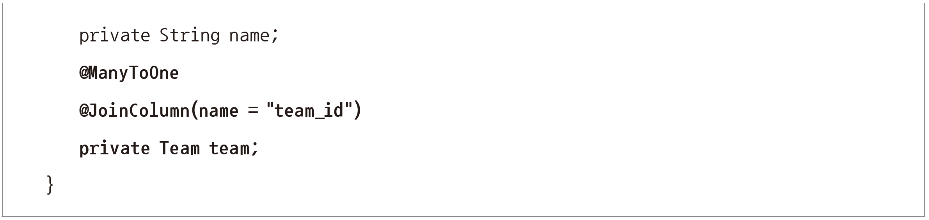 private String name;
@ManyToOne
@JoinColumn(name = "team_id")
private Team team;
}